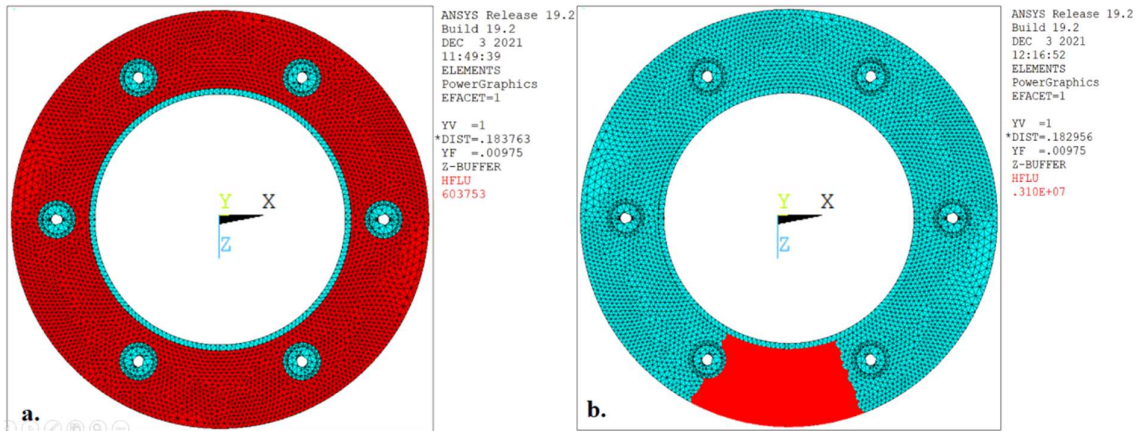 ANSYS Release 19.2
Build 19.2
DEC 3 2021
11:49:39
ELEMENTS
PowerGraphics
EFACET=1
YV =1
*DIST=.183763
YF =.00975
Z-BUFFER
HFLU
603753
Y
X
Z
a.
ANSYS Release 19.2
Build 19.2
DEC 3 2021
12:16:52
ELEMENTS
PowerGraphics
EFACET=1
YV =1
*DIST=.182956
YF =.00975
Z-BUFFER
HFLU
.310E+07
Y
X
Z
b.